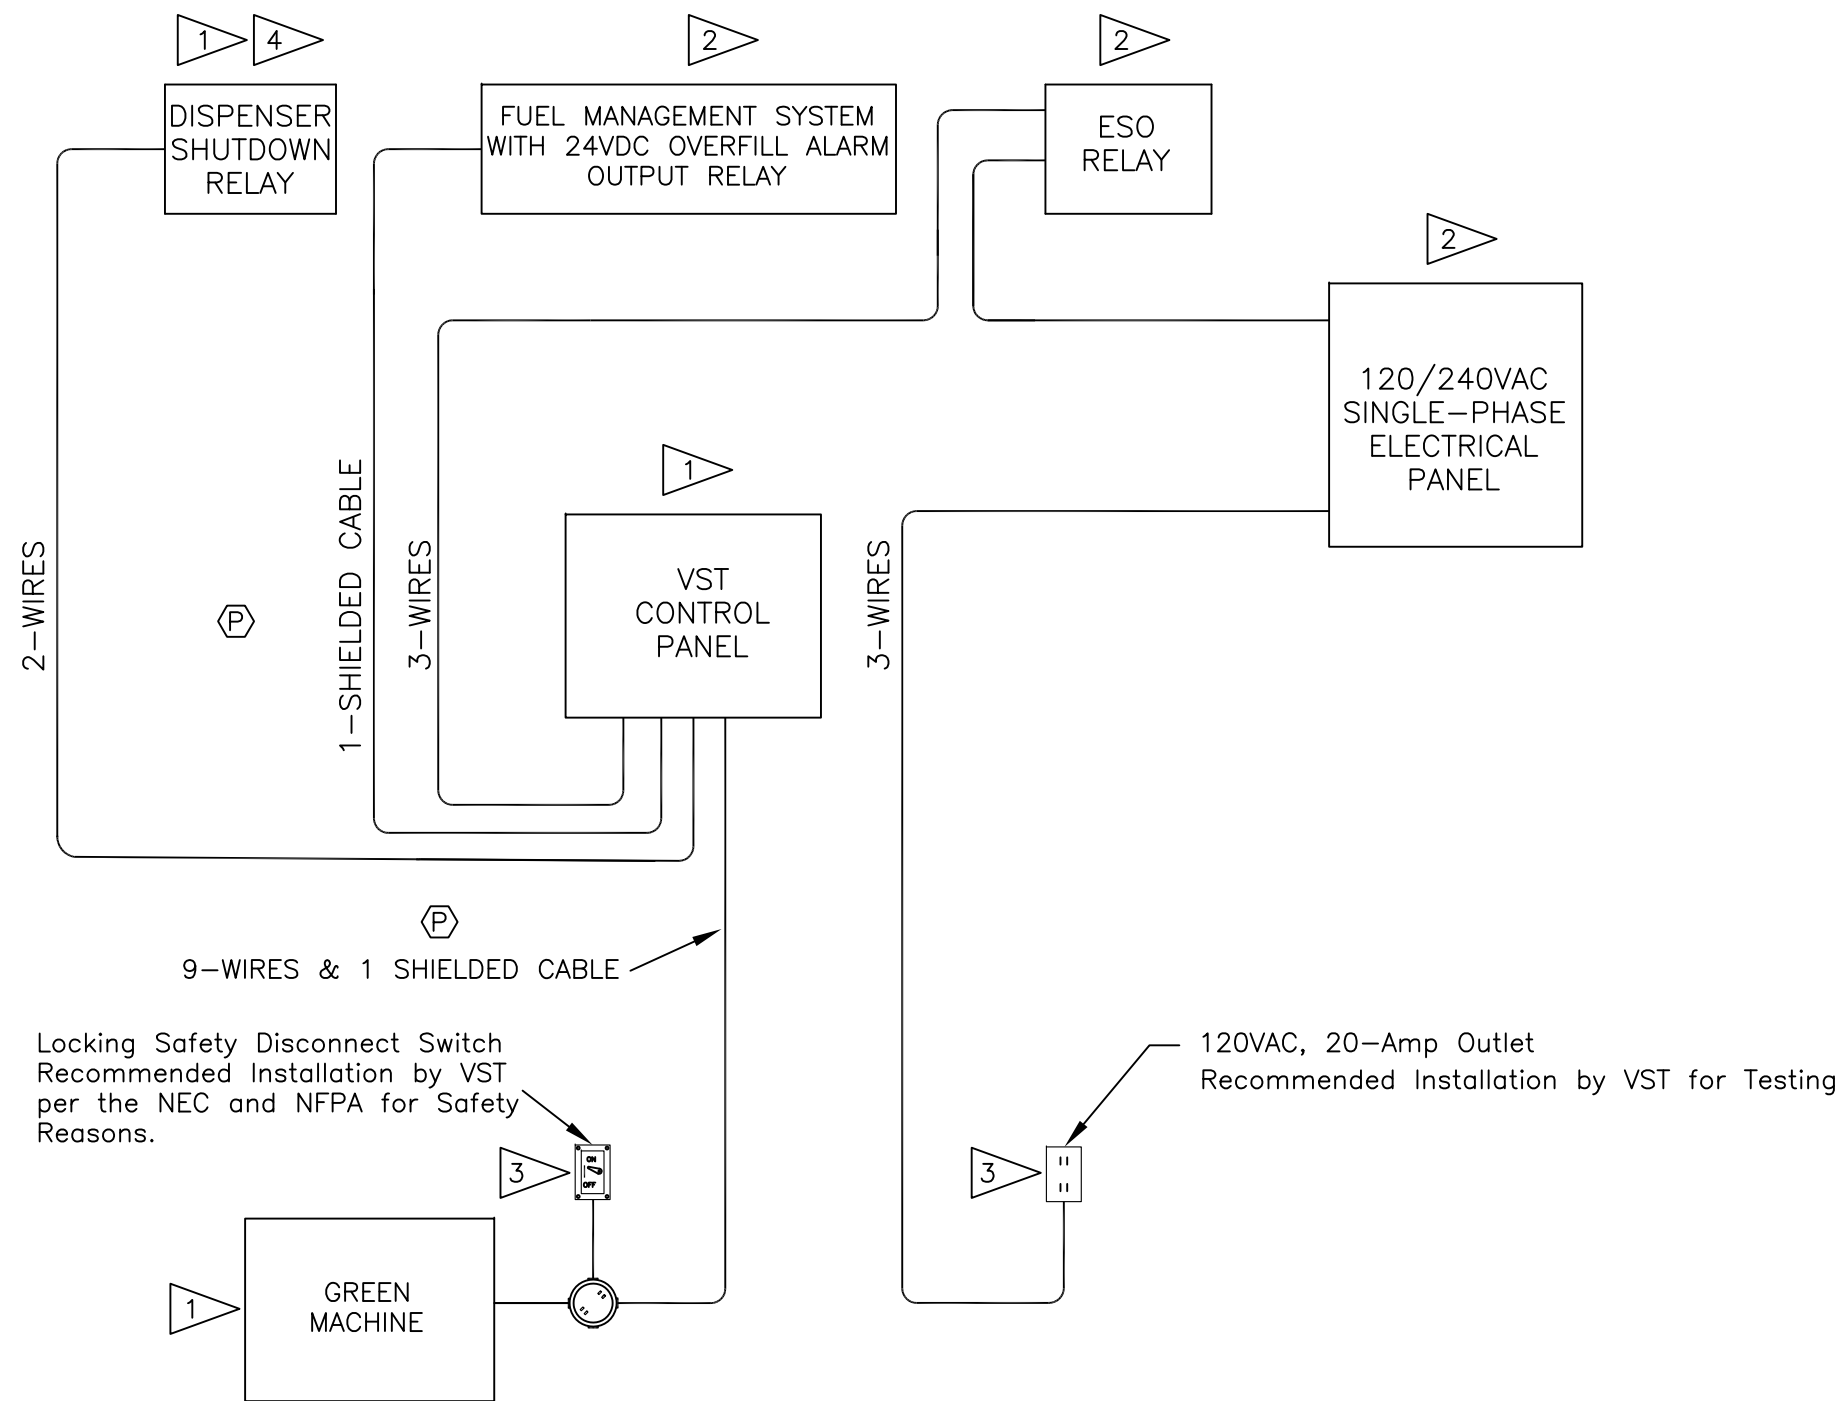 1
4
2
2
DISPENSER
SHUTDOWN
RELAY
FUEL MANAGEMENT SYSTEM
WITH 24VDC OVERFILL ALARM
OUTPUT RELAY
ESO
RELAY
2
120/240VAC
SINGLE-PHASE
ELECTRICAL
PANEL
1
VST
CONTROL
PANEL
2-WIRES
P
1-SHIELDED CABLE
3-WIRES
3-WIRES
P
9-WIRES & 1 SHIELDED CABLE
Locking Safety Disconnect Switch
Recommended Installation by VST
per the NEC and NFPA for Safety
Reasons.
120VAC, 20-Amp Outlet
Recommended Installation by VST for Testing
3
ON
OFF
3
1
GREEN
MACHINE